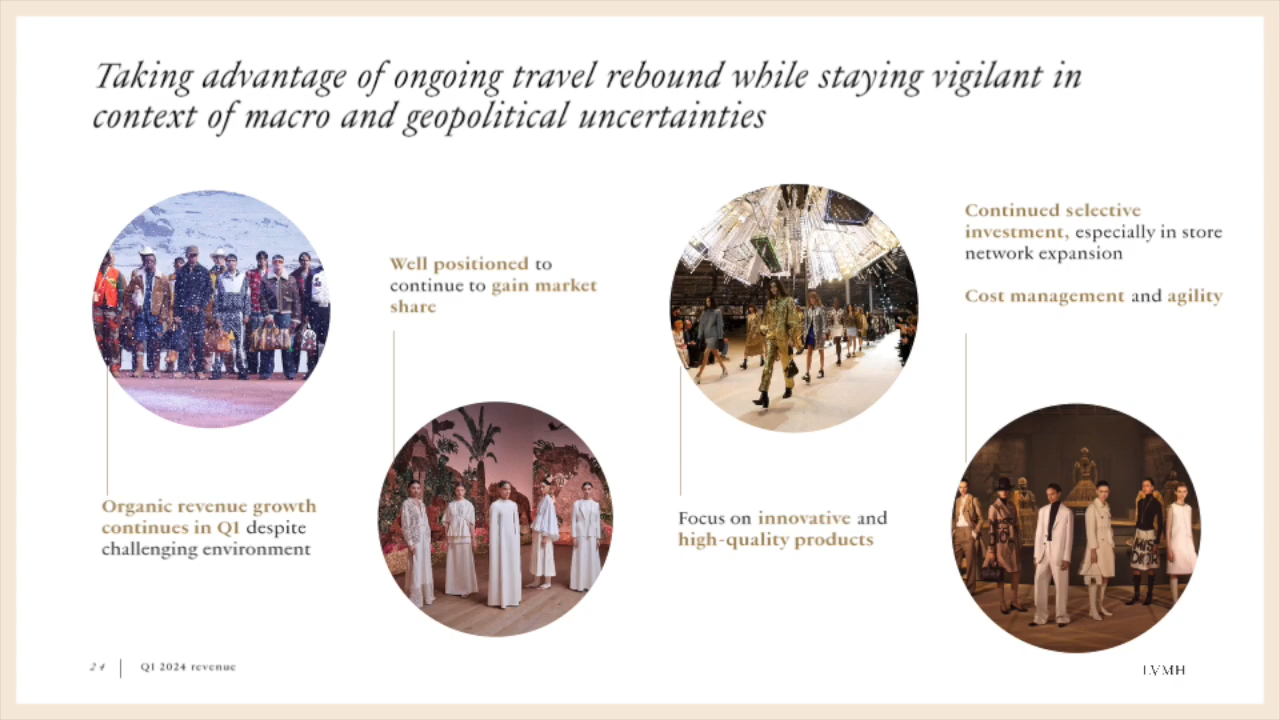 Taking advantage of ongoing travel rebound while staying vigilant in
context of macro and geopolitical uncertainties
Organic revenue growth
continues in Q1 despite
challenging environment
Well positioned to
continue to gain market
share
Focus on innovative and
high-quality products
Continued selective
investment, especially in store
network expansion
Cost management and agility
MISS
DIOR
24
Q1 2024 revenue
LVMH